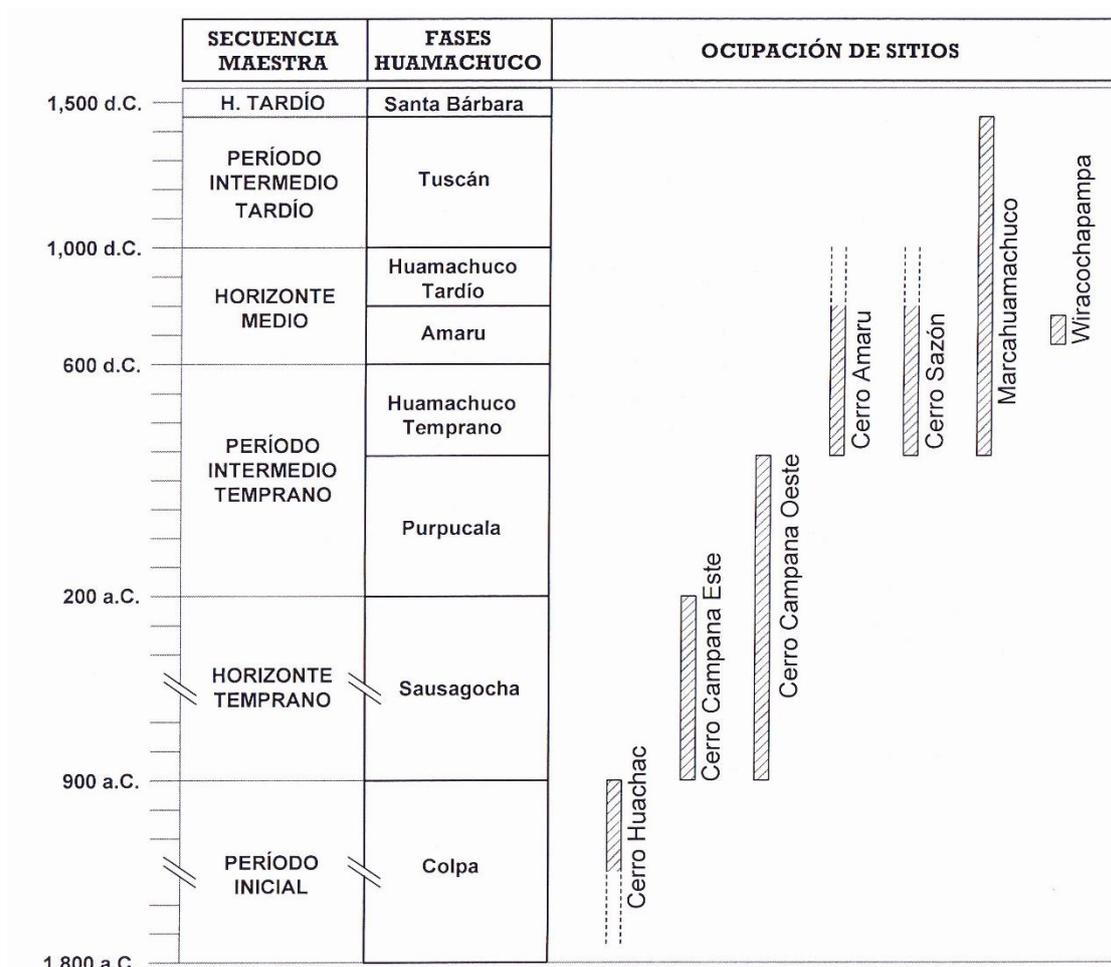 SECUENCIA
MAESTRA
FASES
HUAMACHUCO
OCUPACIÓN DE SITIOS
1,500 d.C.
H. TARDÍO
Santa Bárbara
PERÍODO
INTERMEDIO
TARDÍO
Tuscán
1,000 d.C.
HORIZONTE
MEDIO
Huamachuco
Tardío
Amaru
600 d.C.
PERÍODO
INTERMEDIO
TEMPRANO
Huamachuco
Temprano
Purpucala
200 a.C.
HORIZONTE
TEMPRANO
Sausagocha
900 a.C.
PERÍODO
INICIAL
Colpa
1,800 a.C.
Cerro Huachac
Cerro Campana Este
Cerro Campana Oeste
Cerro Amaru
Cerro Sazón
Marcahuamachuco
Wiracochapampa